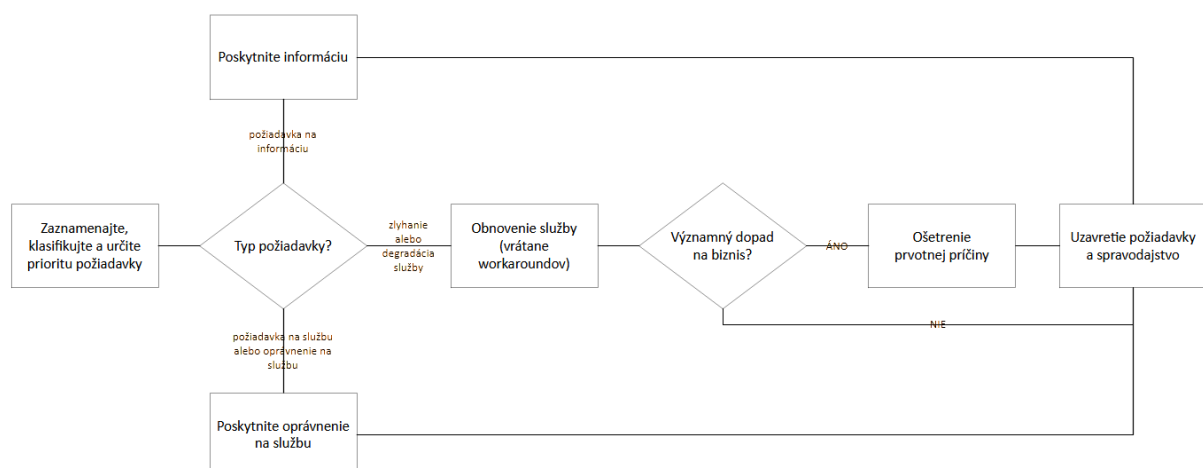 Poskytnite informáciu
požiadavka na
informáciu
Zaznamenajte,
klasifikujte a určite
prioritu požiadavky
Typ požiadavky?
zlyhanie
alebo
degradácia
služby
Obnovenie služby
(vrátane
workaroundov)
Významný dopad
na biznis?
ÁNO
Ošetrenie
prvotnej príčiny
Uzavretie požiadavky
a spravodajstvo
NIE
požiadavka na službu
alebo oprávnenie na
službu
Poskytnite oprávnenie
na službu